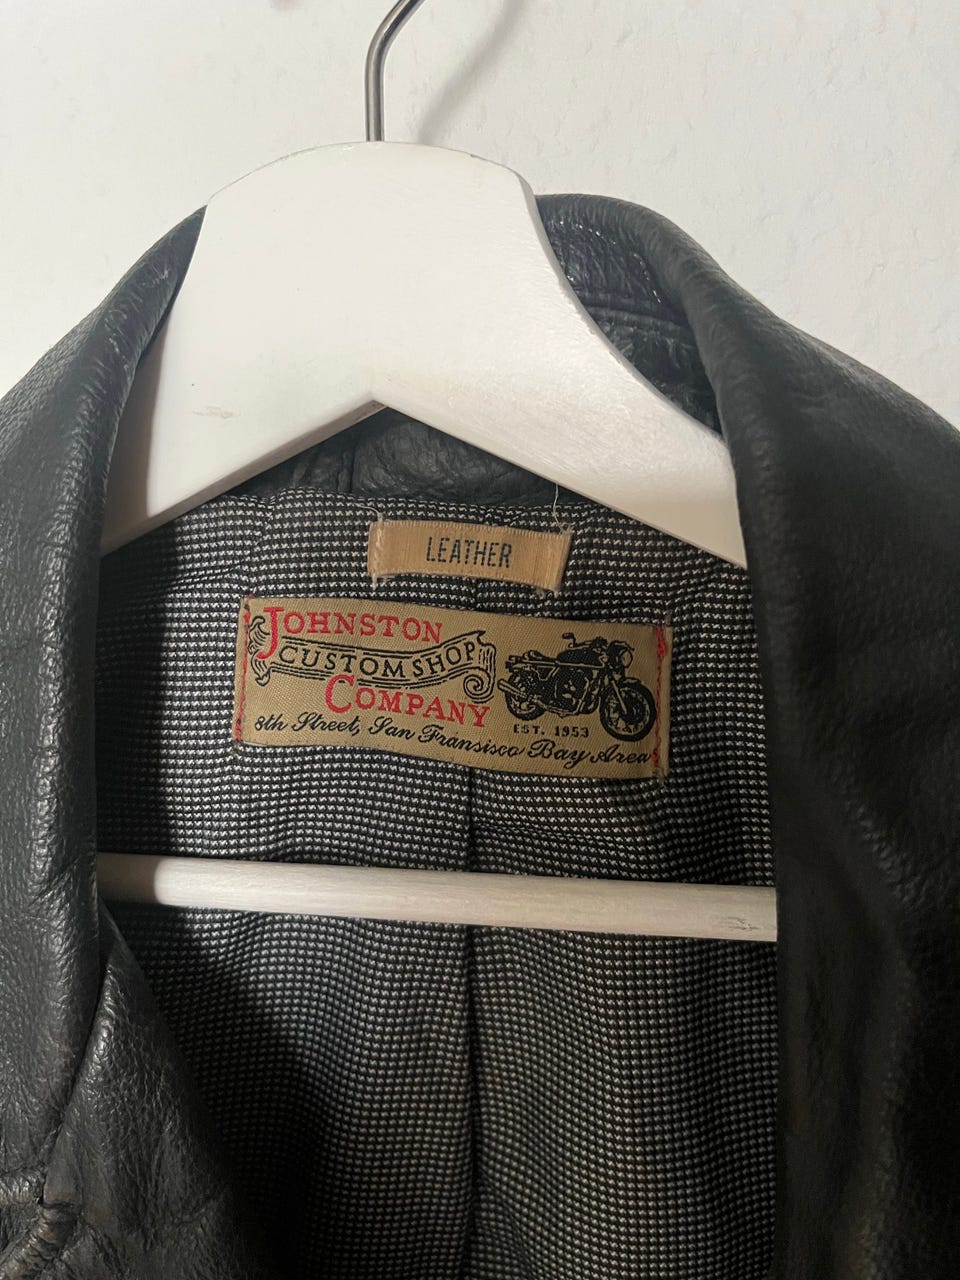 LEATHER
JOHNSTON
CUSTOM SHOP
COMPANY
EST. 1953
8th Street, San Fransisco Bay Area